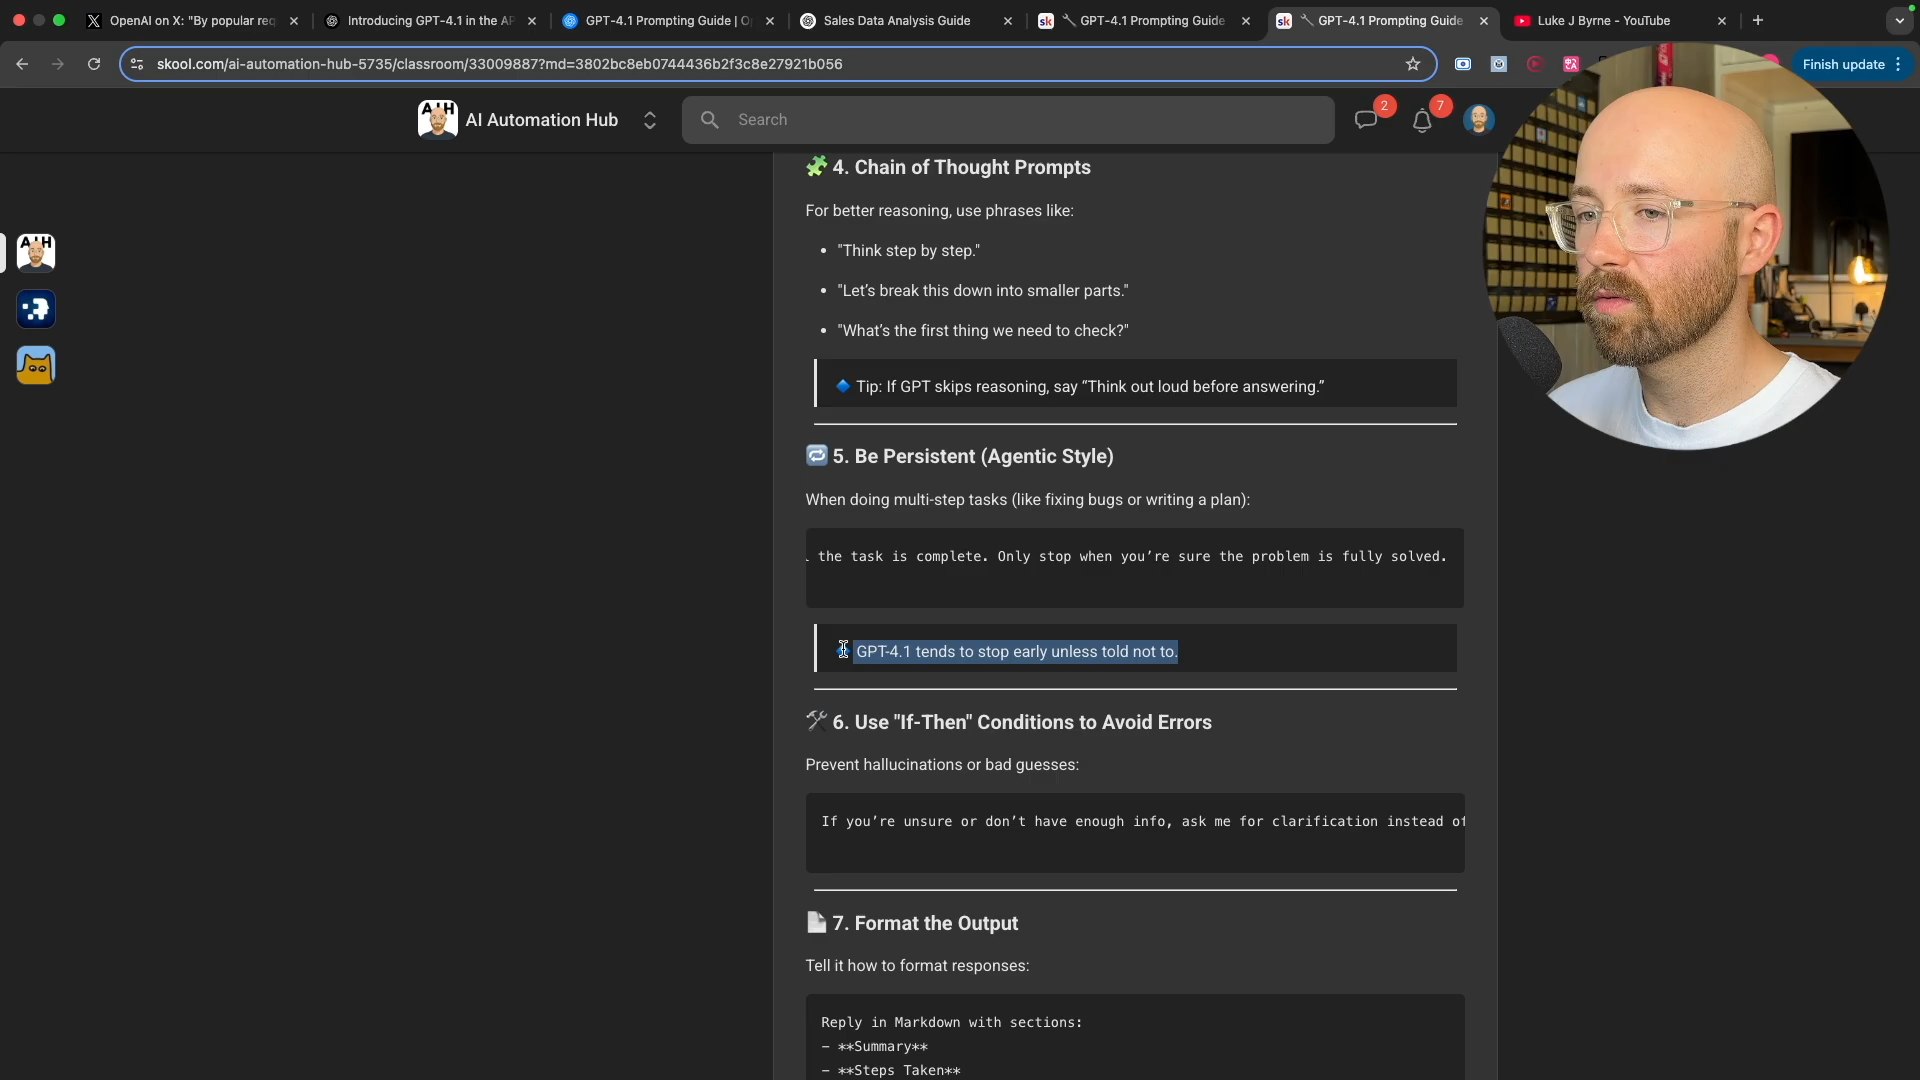 OpenAI on X: "By popular req
Introducing GPT-4.1 in the AP
GPT-4.1 Prompting Guide | Op
Sales Data Analysis Guide
sk
GPT-4.1 Prompting Guide
sk
GPT-4.1 Prompting Guide
Luke J Byrne - YouTube
skool.com/ai-automation-hub-5735/classroom/33009887?md=3802bc8eb0744436b2f3c8e27921b056
Finish update
AIH
AI Automation Hub
Search
2
7
AIH
4. Chain of Thought Prompts
For better reasoning, use phrases like:
• "Think step by step."
• "Let’s break this down into smaller parts."
• "What’s the first thing we need to check?"
Tip: If GPT skips reasoning, say “Think out loud before answering.”
5. Be Persistent (Agentic Style)
When doing multi-step tasks (like fixing bugs or writing a plan):
the task is complete. Only stop when you’re sure the problem is fully solved.
GPT-4.1 tends to stop early unless told not to.
6. Use "If-Then" Conditions to Avoid Errors
Prevent hallucinations or bad guesses:
If you’re unsure or don’t have enough info, ask me for clarification instead of
7. Format the Output
Tell it how to format responses:
Reply in Markdown with sections:
- **Summary**
- **Steps Taken**